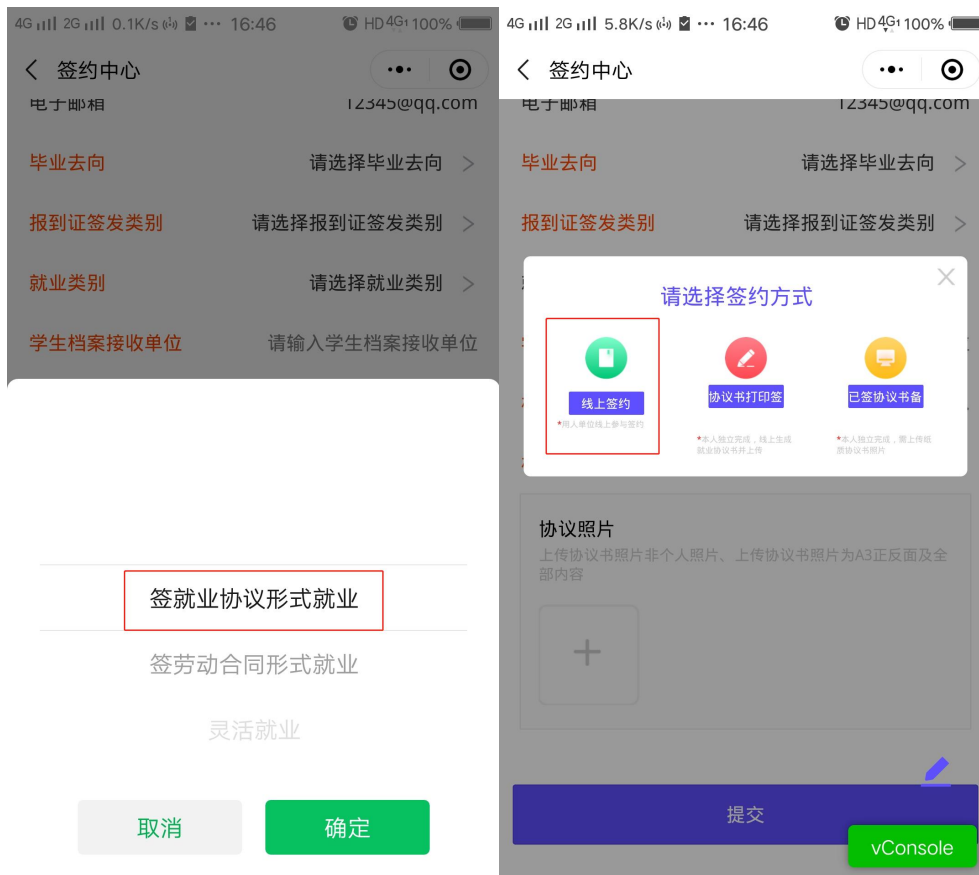 4G 2G 0.1K/s 16:46 HD 4G 100%
签约中心
电子邮箱 12345@qq.com
毕业去向 请选择毕业去向 >
报到证签发类别 请选择报到证签发类别 >
就业类别 请选择就业类别 >
学生档案接收单位 请输入学生档案接收单位
签就业协议形式就业
签劳动合同形式就业
灵活就业
取消 确定
4G 2G 5.8K/s 16:46 HD 4G 100%
签约中心
电子邮箱 12345@qq.com
毕业去向 请选择毕业去向 >
报到证签发类别 请选择报到证签发类别 >
请选择签约方式
线上签约
*用人单位线上参与签约
协议书打印签
*本人独立完成，线上生成
就业协议书并上传
已签协议书备
*本人独立完成，需上传纸
质协议书照片
协议照片
上传协议书照片非个人照片、上传协议书照片为A3正反面及全
部内容
提交
vConsole